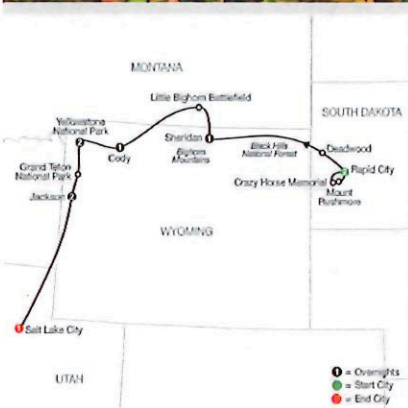 MONTANA
Little Bighorn Battlefield
SOUTH DAKOTA
Yellowstone
National Park
2
1
Cody
Sheridan
1
Bighorn
Mountains
Black Hills
National Forest
Deadwood
Rapid City
Grand Teton
National Park
Crazy Horse Memorial
Mount
Rushmore
Jackson
2
WYOMING
1
Salt Lake City
UTAH
1 = Overnights
= Start City
= End City